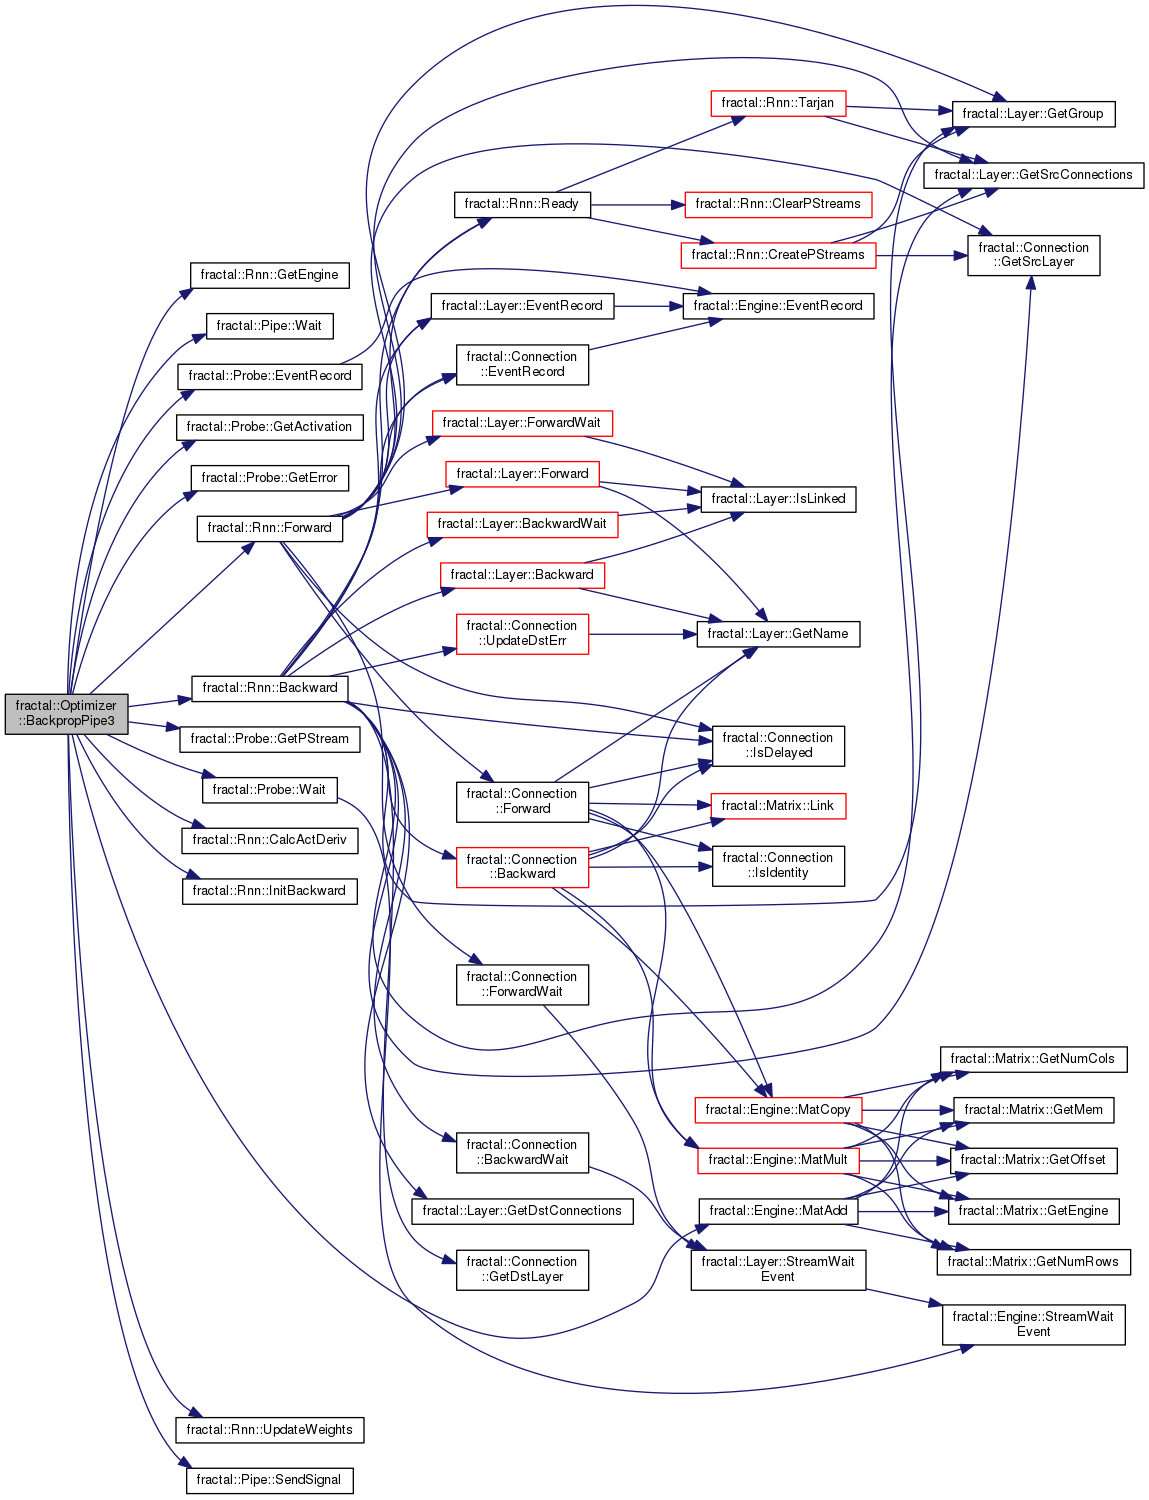 fractal::Optimizer
::BackpropPipe3
fractal::Rnn::GetEngine
fractal::Pipe::Wait
fractal::Probe::EventRecord
fractal::Probe::GetActivation
fractal::Probe::GetError
fractal::Rnn::Forward
fractal::Rnn::Backward
fractal::Probe::GetPStream
fractal::Probe::Wait
fractal::Rnn::CalcActDeriv
fractal::Rnn::InitBackward
fractal::Rnn::UpdateWeights
fractal::Pipe::SendSignal
fractal::Rnn::Ready
fractal::Layer::EventRecord
fractal::Connection
::EventRecord
fractal::Layer::ForwardWait
fractal::Layer::Forward
fractal::Layer::BackwardWait
fractal::Layer::Backward
fractal::Connection
::UpdateDstErr
fractal::Connection
::Forward
fractal::Connection
::Backward
fractal::Connection
::ForwardWait
fractal::Connection
::BackwardWait
fractal::Layer::GetDstConnections
fractal::Connection
::GetDstLayer
fractal::Rnn::Tarjan
fractal::Rnn::ClearPStreams
fractal::Rnn::CreatePStreams
fractal::Engine::EventRecord
fractal::Layer::IsLinked
fractal::Layer::GetName
fractal::Connection
::IsDelayed
fractal::Matrix::Link
fractal::Connection
::IsIdentity
fractal::Engine::MatCopy
fractal::Engine::MatMult
fractal::Engine::MatAdd
fractal::Layer::StreamWait
Event
fractal::Layer::GetGroup
fractal::Layer::GetSrcConnections
fractal::Connection
::GetSrcLayer
fractal::Matrix::GetNumCols
fractal::Matrix::GetMem
fractal::Matrix::GetOffset
fractal::Matrix::GetEngine
fractal::Matrix::GetNumRows
fractal::Engine::StreamWait
Event